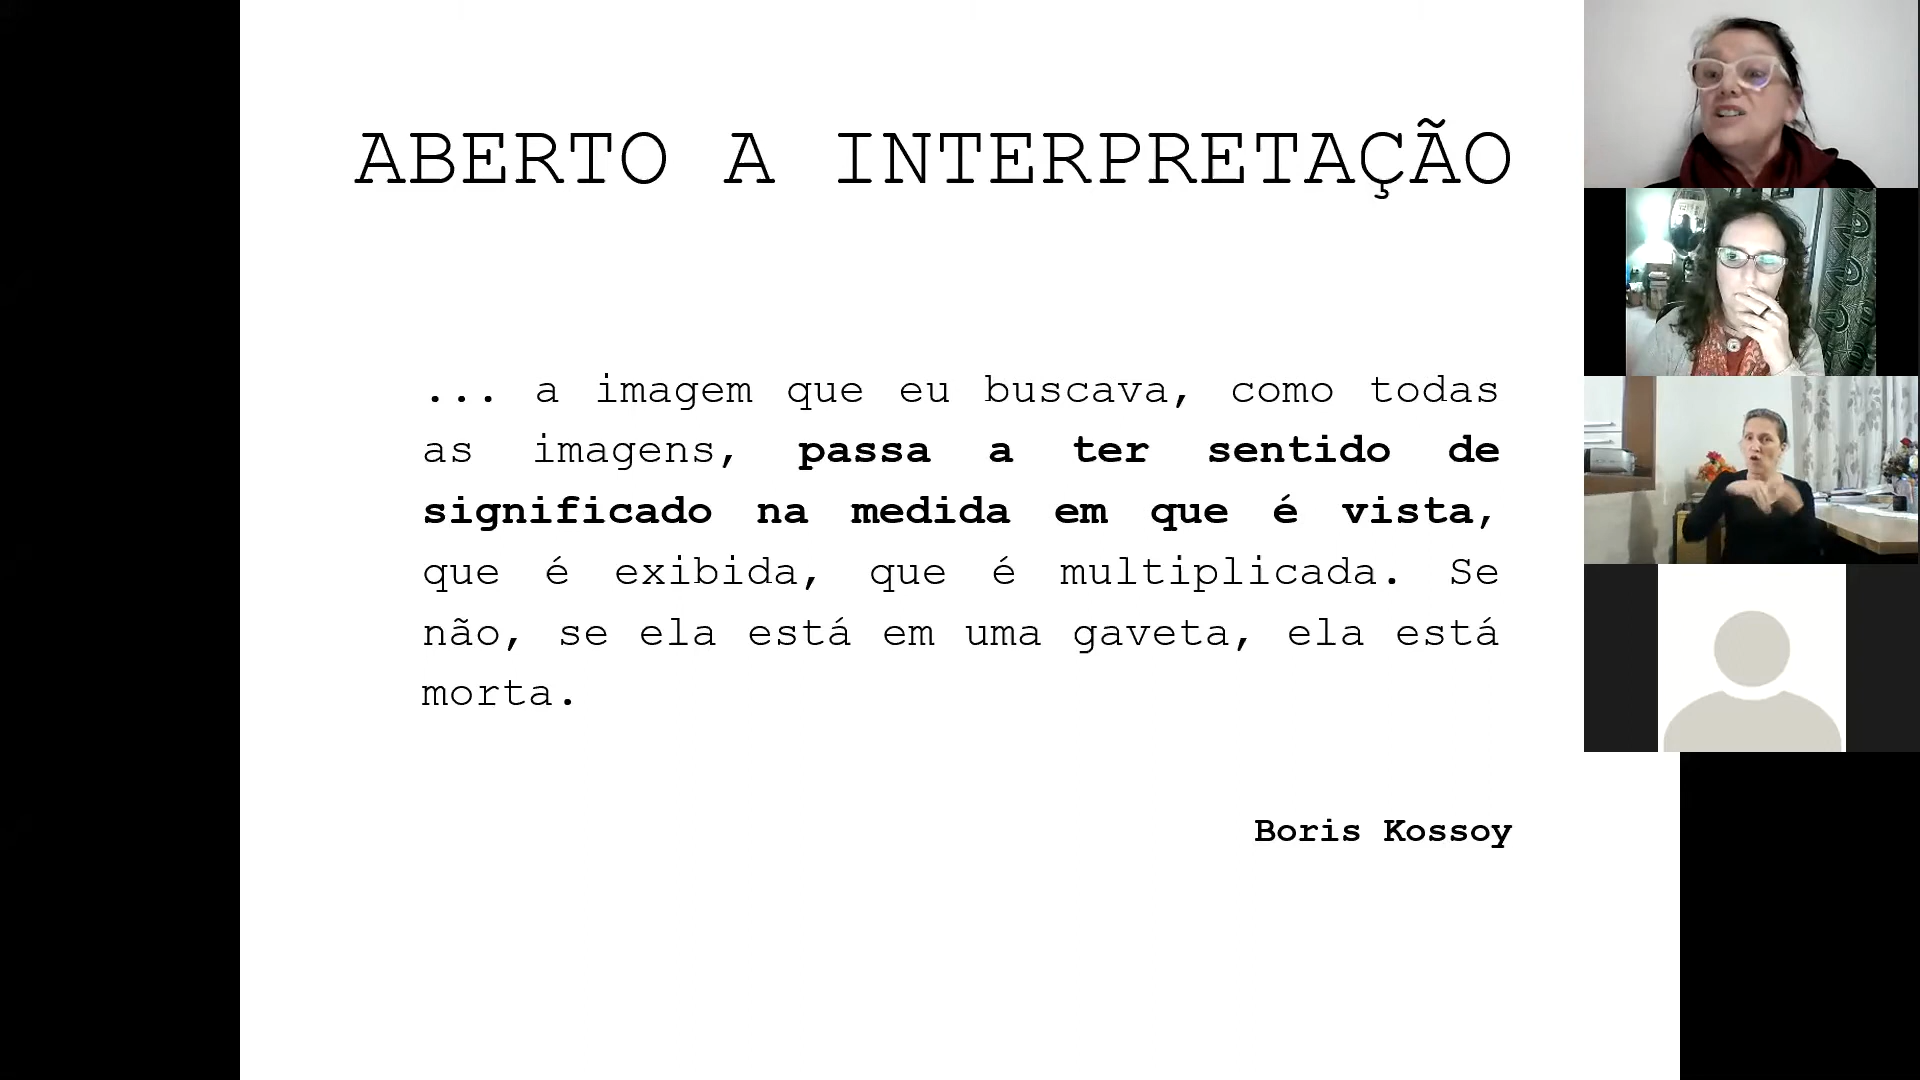 ABERTO A INTERPRETAÇÃO
... a imagem que eu buscava, como todas
as imagens, passa a ter sentido de
significado na medida em que é vista,
que é exibida, que é multiplicada. Se
não, se ela está em uma gaveta, ela está
morta.
Boris Kossoy